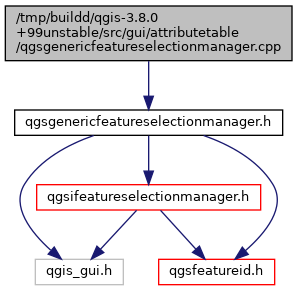 /tmp/buildd/qgis-3.8.0
+99unstable/src/gui/attributetable
/qgsgenericfeatureselectionmanager.cpp
qgsgenericfeatureselectionmanager.h
qgsifeatureselectionmanager.h
qgis_gui.h
qgsfeatureid.h